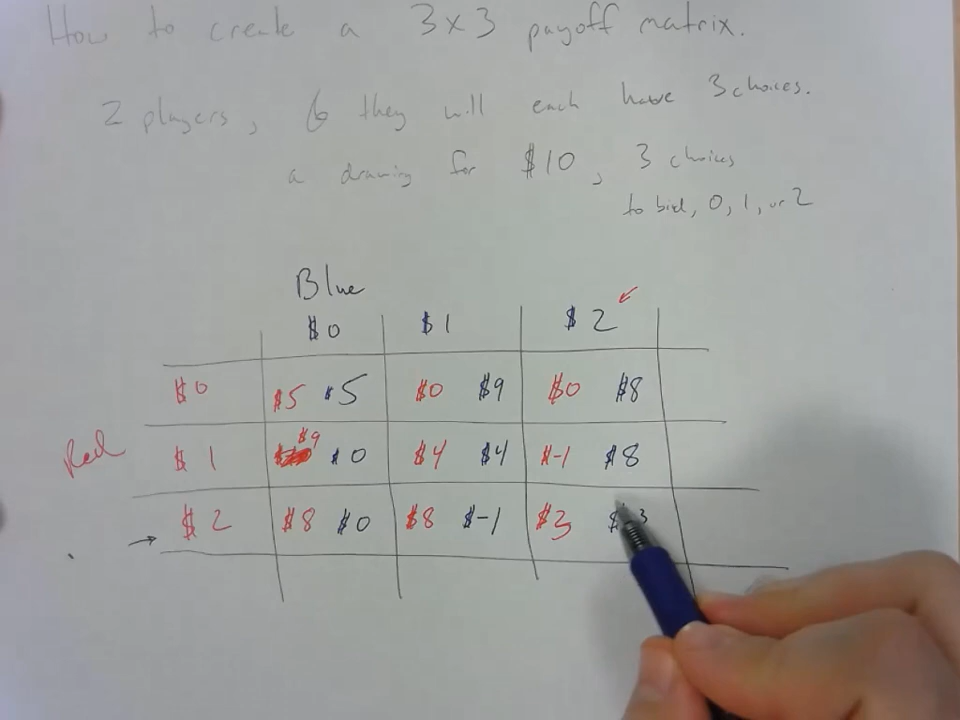 How to create a 3x3 payoff matrix.
2 players, they will each have 3 choices.
a drawing for $10, 3 choices
to bid, 0, 1, or 2
Blue
$0 $1 $2
$0 $5 $5 $0 $9 $0 $8
$9
Red $1 $0 $4 $4 $-1 $8
$2 $8 $0 $8 $-1 $3 $3